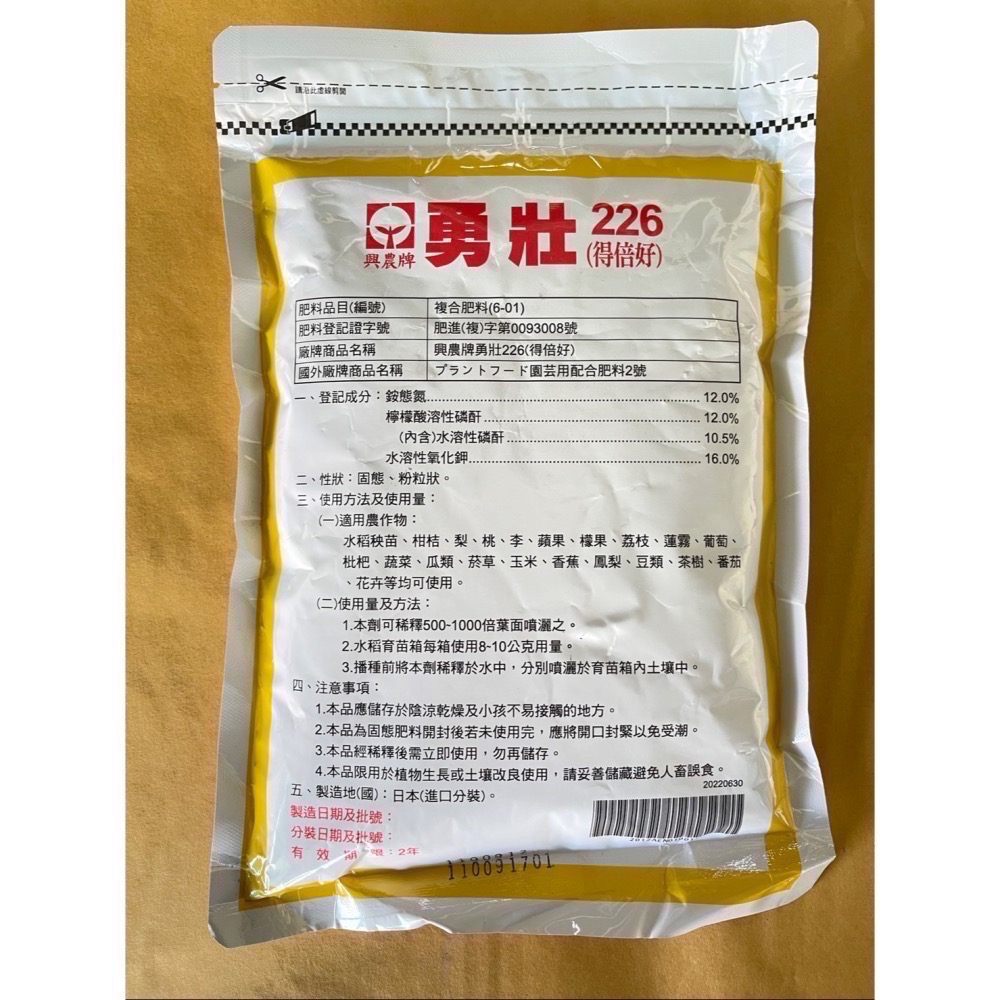 請沿此虛線剪開
興農牌 勇壯 226 (得倍好)
肥料品目(編號) 複合肥料(6-01)
肥料登記證字號 肥進(複)字第0093008號
廠牌商品名稱 興農牌勇壯226(得倍好)
國外廠牌商品名稱 プラントフード園芸用配合肥料2號
一、登記成分：銨態氮 12.0%
檸檬酸溶性磷酐 12.0%
(內含)水溶性磷酐 10.5%
水溶性氧化鉀 16.0%
二、性狀：固態、粉粒狀。
三、使用方法及使用量：
(一)適用農作物：
水稻秧苗、柑桔、梨、桃、李、蘋果、檬果、荔枝、蓮霧、葡萄、
枇杷、蔬菜、瓜類、菸草、玉米、香蕉、鳳梨、豆類、茶樹、番茄
、花卉等均可使用。
(二)使用量及方法：
1.本劑可稀釋500-1000倍葉面噴灑之。
2.水稻育苗箱每箱使用8-10公克用量。
3.播種前將本劑稀釋於水中，分別噴灑於育苗箱內土壤中。
四、注意事項：
1.本品應儲存於陰涼乾燥及小孩不易接觸的地方。
2.本品為固態肥料開封後若未使用完，應將開口封緊以免受潮。
3.本品經稀釋後需立即使用，勿再儲存。
4.本品限用於植物生長或土壤改良使用，請妥善儲藏避免人畜誤食。
20220630
五、製造地(國)：日本(進口分裝)。
製造日期及批號：
分裝日期及批號：
有效期限：2年